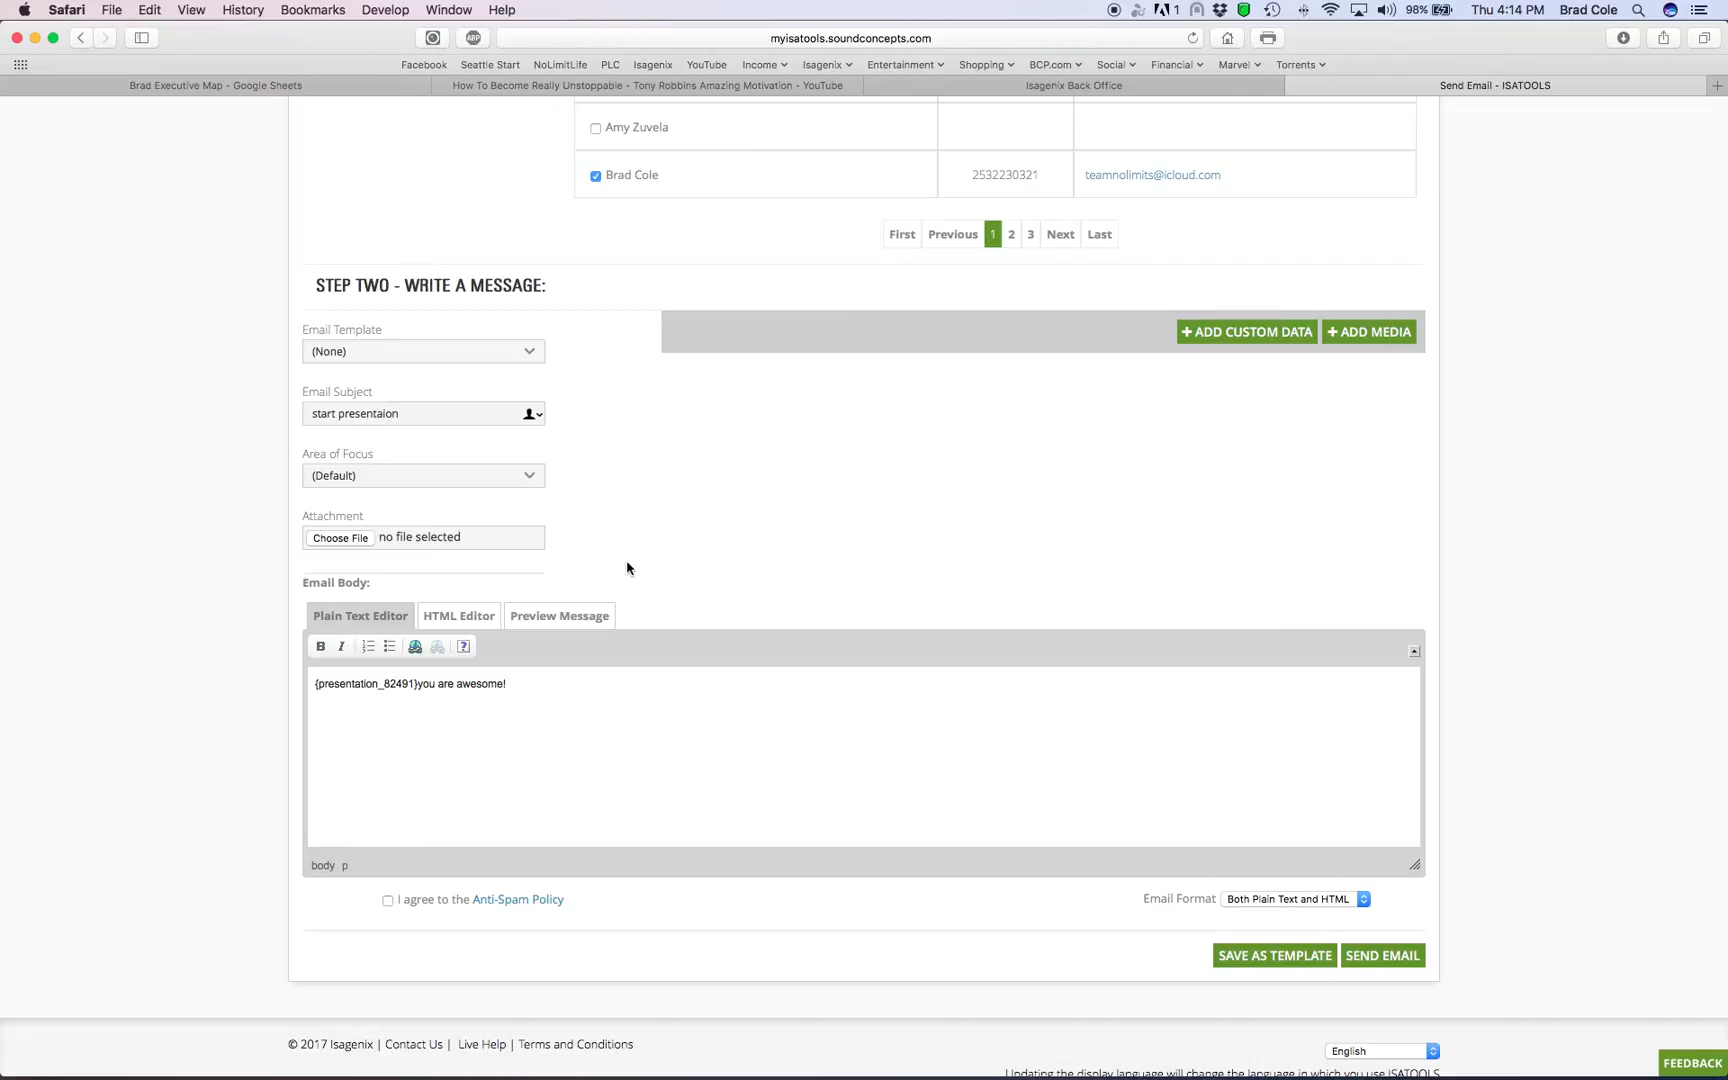 Safari File Edit View History Bookmarks Develop Window Help 1 98% Thu 4:14 PM Brad Cole
ABP myisatools.soundconcepts.com
Facebook Seattle Start NoLimitLife PLC Isagenix YouTube Income Isagenix Entertainment Shopping BCP.com Social Financial Marvel Torrents
Brad Executive Map - Google Sheets How To Become Really Unstoppable - Tony Robbins Amazing Motivation - YouTube Isagenix Back Office Send Email - ISATOOLS
Amy Zuvela
Brad Cole 2532230321 teamnolimits@icloud.com
First Previous 1 2 3 Next Last
STEP TWO - WRITE A MESSAGE:
Email Template
(None)
+ ADD CUSTOM DATA + ADD MEDIA
Email Subject
start presentaion
Area of Focus
(Default)
Attachment
Choose File no file selected
Email Body:
Plain Text Editor HTML Editor Preview Message
B I ?
{presentation_82491}you are awesome!
body p
I agree to the Anti-Spam Policy Email Format Both Plain Text and HTML
SAVE AS TEMPLATE SEND EMAIL
© 2017 Isagenix | Contact Us | Live Help | Terms and Conditions
English
FEEDBACK
Updating the display language will change the language in which you use ISATOOLS